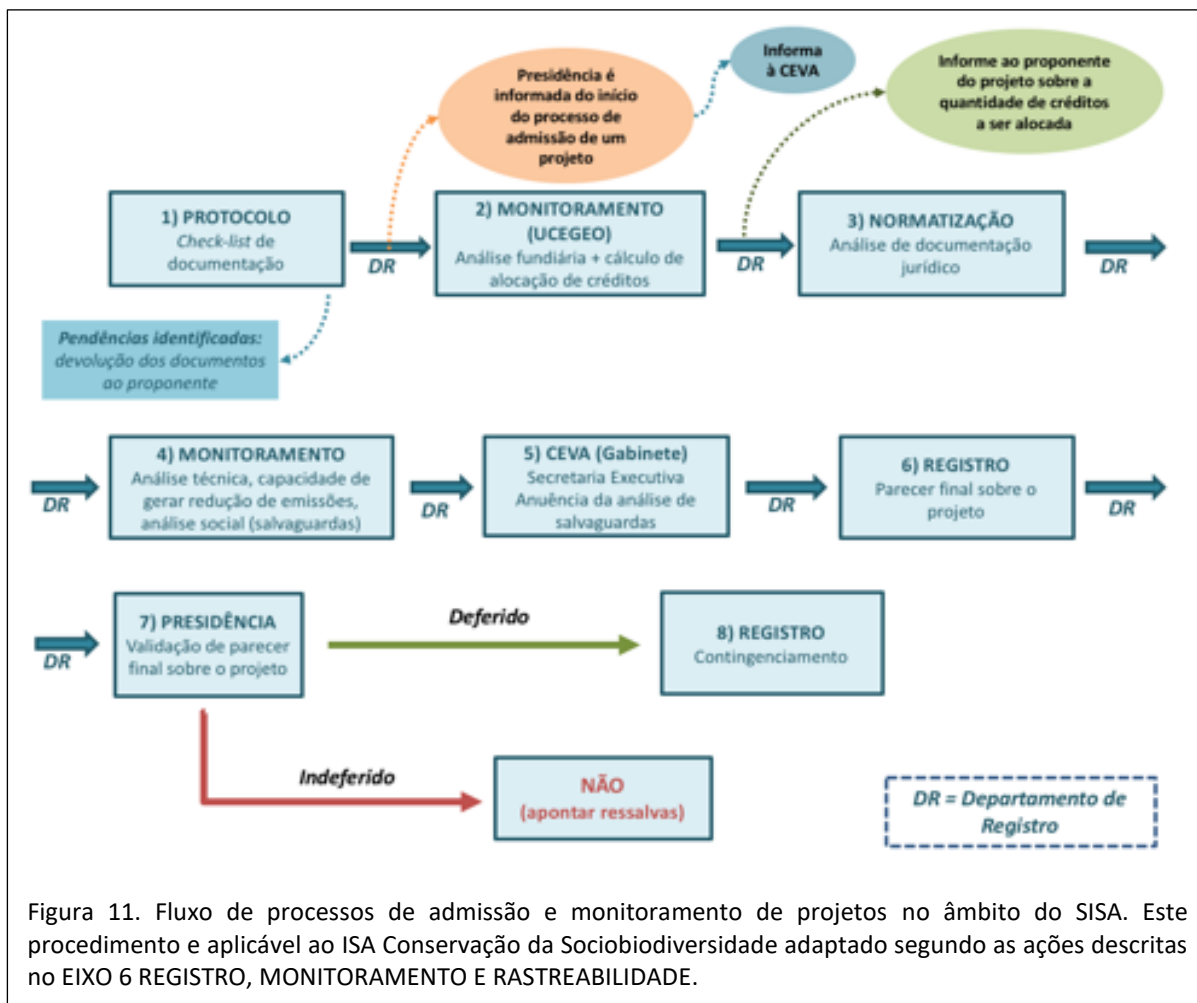 Presidência é
informada do início
do processo de
admissão de um
projeto
Informa
à CEVA
Informe ao proponente
do projeto sobre a
quantidade de créditos
a ser alocada
1) PROTOCOLO
Check-list de
documentação
DR
2) MONITORAMENTO
(UCEGEO)
Análise fundiária + cálculo de
alocação de créditos
DR
3) NORMATIZAÇÃO
Análise de documentação
jurídico
DR
Pendências identificadas:
devolução dos documentos
ao proponente
DR
4) MONITORAMENTO
Análise técnica, capacidade de
gerar redução de emissões,
análise social (salvaguardas)
DR
5) CEVA (Gabinete)
Secretaria Executiva
Anuência da análise de
salvaguardas
DR
6) REGISTRO
Parecer final sobre o
projeto
DR
DR
7) PRESIDÊNCIA
Validação de parecer
final sobre o projeto
Deferido
8) REGISTRO
Contingenciamento
Indeferido
NÃO
(apontar ressalvas)
DR = Departamento de
Registro
Figura 11. Fluxo de processos de admissão e monitoramento de projetos no âmbito do SISA. Este
procedimento e aplicável ao ISA Conservação da Sociobiodiversidade adaptado segundo as ações descritas
no EIXO 6 REGISTRO, MONITORAMENTO E RASTREABILIDADE.